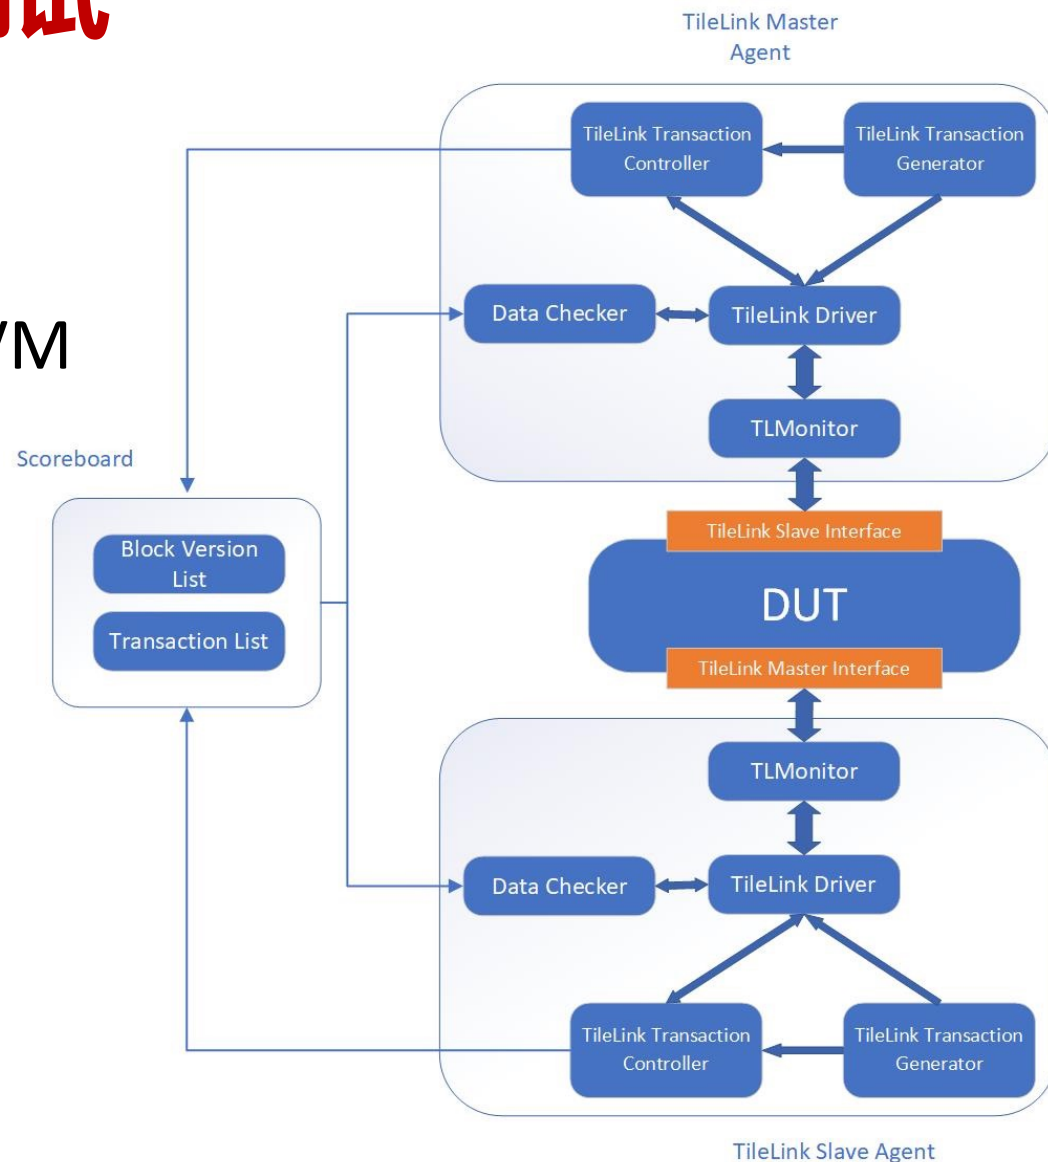 TileLink Master
Agent
TileLink Transaction
Controller
TileLink Transaction
Generator
Data Checker
TileLink Driver
TLMonitor
Scoreboard
Block Version
List
Transaction List
TileLink Slave Interface
DUT
TileLink Master Interface
TLMonitor
Data Checker
TileLink Driver
TileLink Transaction
Controller
TileLink Transaction
Generator
TileLink Slave Agent